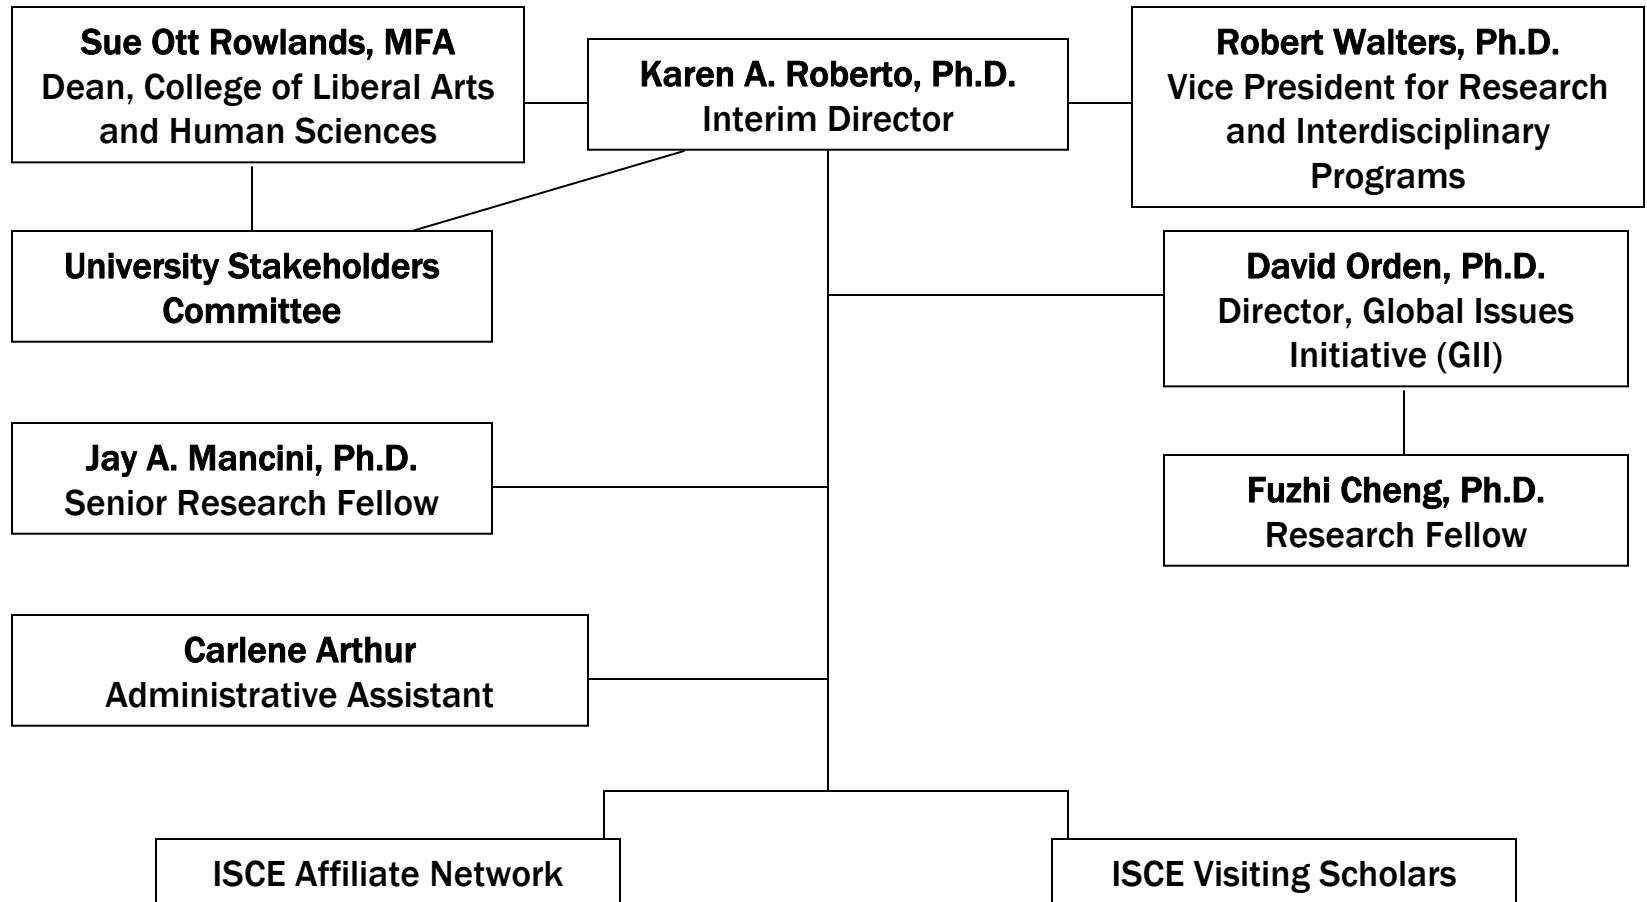 Sue Ott Rowlands, MFA
Dean, College of Liberal Arts
and Human Sciences
Karen A. Roberto, Ph.D.
Interim Director
Robert Walters, Ph.D.
Vice President for Research
and Interdisciplinary
Programs
University Stakeholders
Committee
David Orden, Ph.D.
Director, Global Issues
Initiative (GII)
Jay A. Mancini, Ph.D.
Senior Research Fellow
Fuzhi Cheng, Ph.D.
Research Fellow
Carlene Arthur
Administrative Assistant
ISCE Affiliate Network
ISCE Visiting Scholars